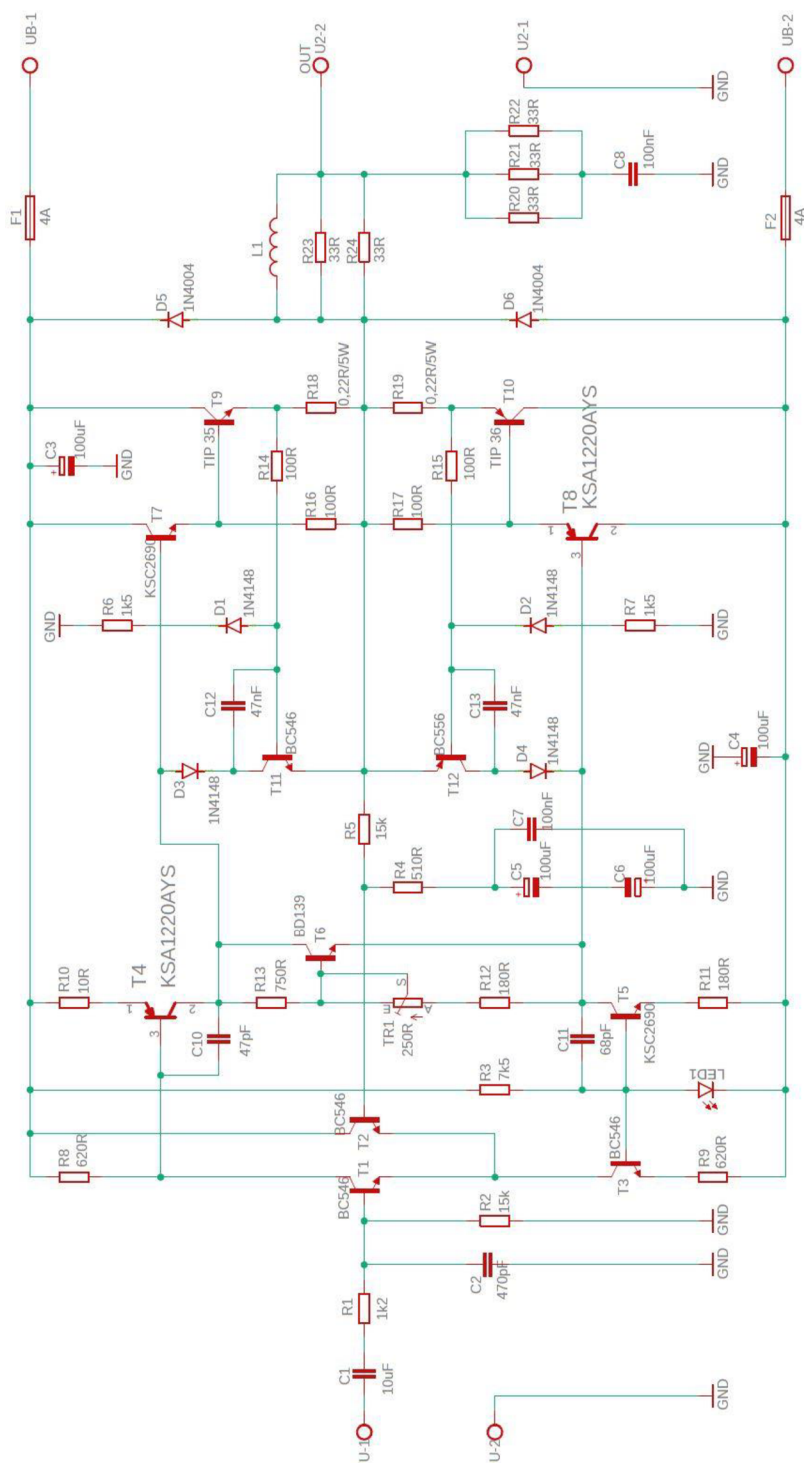 UB-1
F1
4A
OUT
U2-2
U2-1
UB-2
F2
4A
GND
R22
33R
R21
33R
R20
33R
C8
100nF
GND
L1
R23
33R
R24
33R
D5
1N4004
D6
1N4004
T9
TIP 35
R18
0,22R/5W
R19
0,22R/5W
T10
TIP 36
C3
+
100uF
GND
R14
100R
R15
100R
T7
KSC2690
R16
100R
R17
100R
T8
KSA1220AYS
1
3
2
GND
R6
1k5
D1
1N4148
D2
1N4148
R7
1k5
GND
C12
47nF
C13
47nF
D3
1N4148
T11
BC546
T12
BC556
D4
1N4148
GND
C4
+
100uF
R5
15k
R4
510R
C7
100nF
C5
+
100uF
C6
+
100uF
GND
R10
10R
T4
KSA1220AYS
1
3
2
C10
47pF
R13
750R
BD139
T6
TR1
250R
E
S
A
R12
180R
C11
68pF
T5
KSC2690
R11
180R
R3
7k5
LED1
R8
620R
BC546
T2
BC546
T1
BC546
T3
R9
620R
R2
15k
GND
C2
470pF
GND
R1
1k2
C1
10uF
U-1
U-2
GND